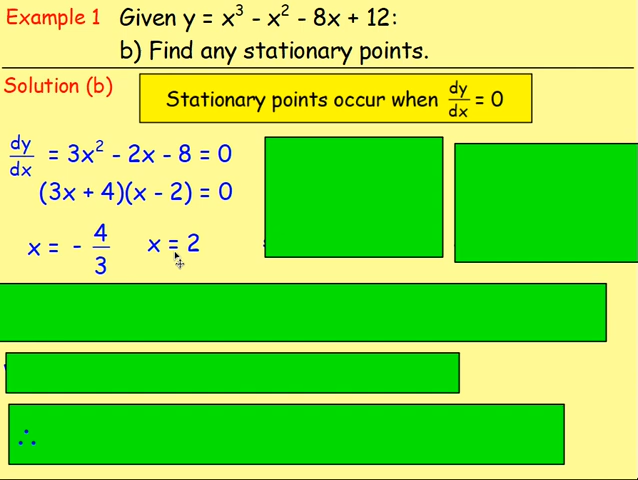 Example 1 Given y = x³ - x² - 8x + 12:
b) Find any stationary points.
Solution (b)
Stationary points occur when dy/dx = 0
dy/dx = 3x² - 2x - 8 = 0
(3x + 4)(x - 2) = 0
x = - 4/3 x = 2
∴